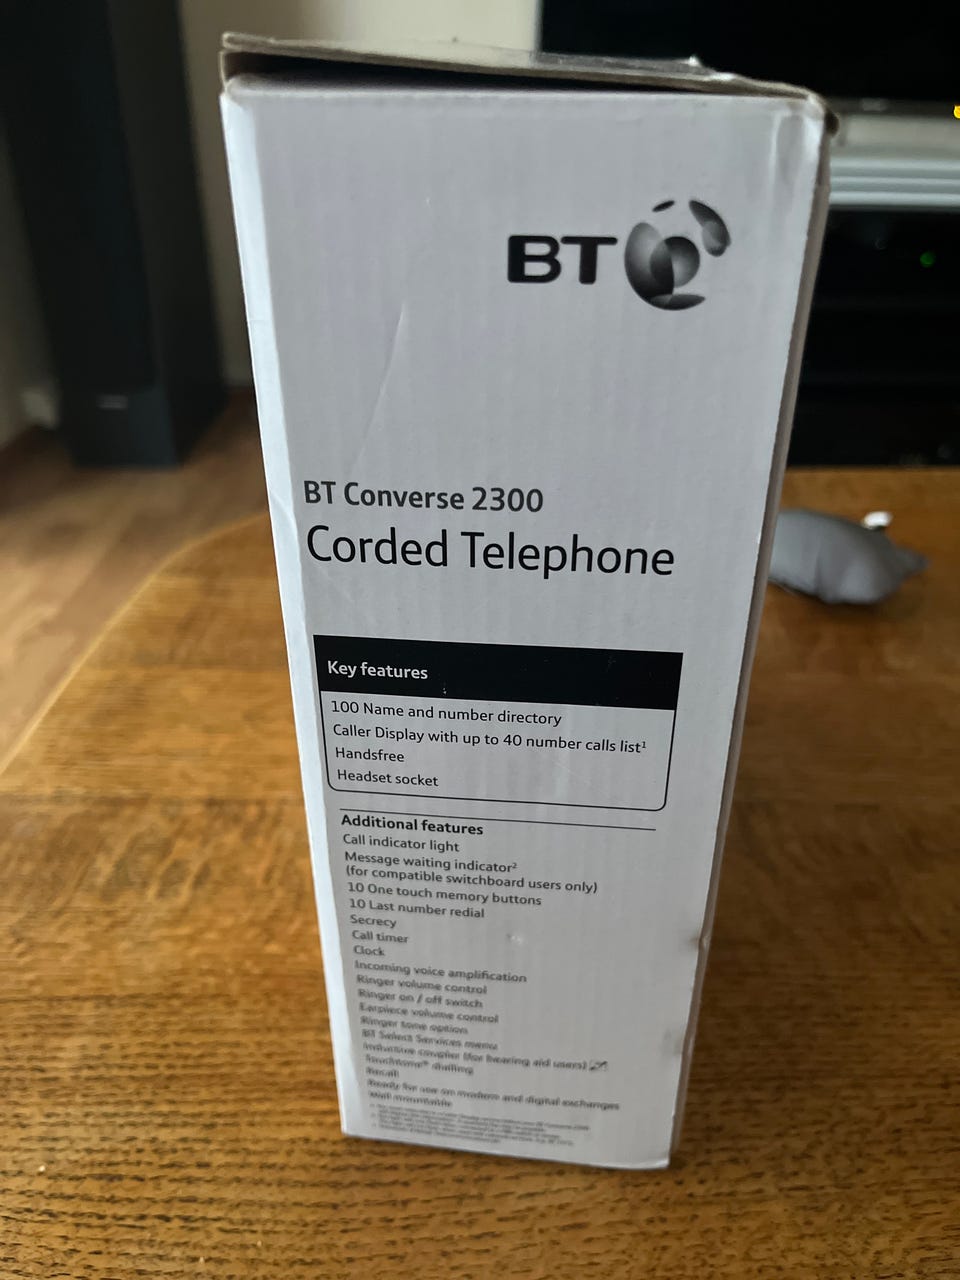 BT
BT Converse 2300
Corded Telephone
Key features
100 Name and number directory
Caller Display with up to 40 number calls list¹
Handsfree
Headset socket
Additional features
Call indicator light
Message waiting indicator²
(for compatible switchboard users only)
10 One touch memory buttons
10 Last number redial
Secrecy
Call timer
Clock
Incoming voice amplification
Ringer volume control
Ringer on / off switch
Earpiece volume control
Ringer tone option
BT Select Services menu
Inductive coupler (for hearing aid users)
Touchtone® dialling
Recall
Ready for use on modern and digital exchanges
Wall mountable